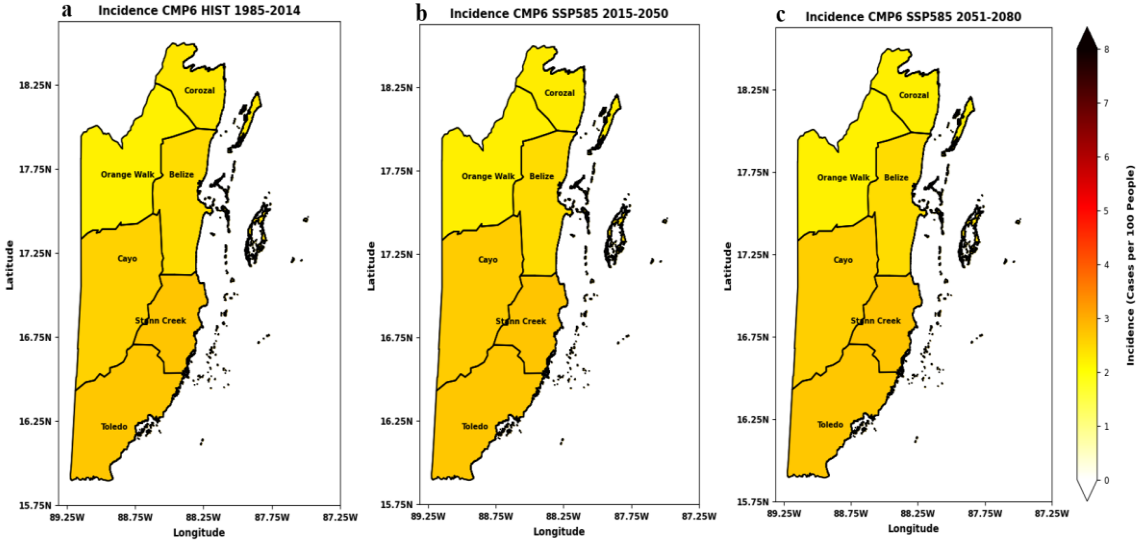 a Incidence CMP6 HIST 1985-2014
18.25N
17.75N
17.25N
16.75N
16.25N
15.75N
Latitude
Corozal
Orange Walk
Belize
Cayo
Stann Creek
Toledo
89.25W 88.75W 88.25W 87.75W 87.25W
Longitude
b Incidence CMP6 SSP585 2015-2050
18.25N
17.75N
17.25N
16.75N
16.25N
15.75N
Latitude
Corozal
Orange Walk
Belize
Cayo
Stann Creek
Toledo
89.25W 88.75W 88.25W 87.75W 87.25W
Longitude
c Incidence CMP6 SSP585 2051-2080
18.25N
17.75N
17.25N
16.75N
16.25N
15.75N
Latitude
Corozal
Orange Walk
Belize
Cayo
Stann Creek
Toledo
89.25W 88.75W 88.25W 87.75W 87.25W
Longitude
8
7
6
5
4
3
2
1
0
Incidence (Cases per 100 People)